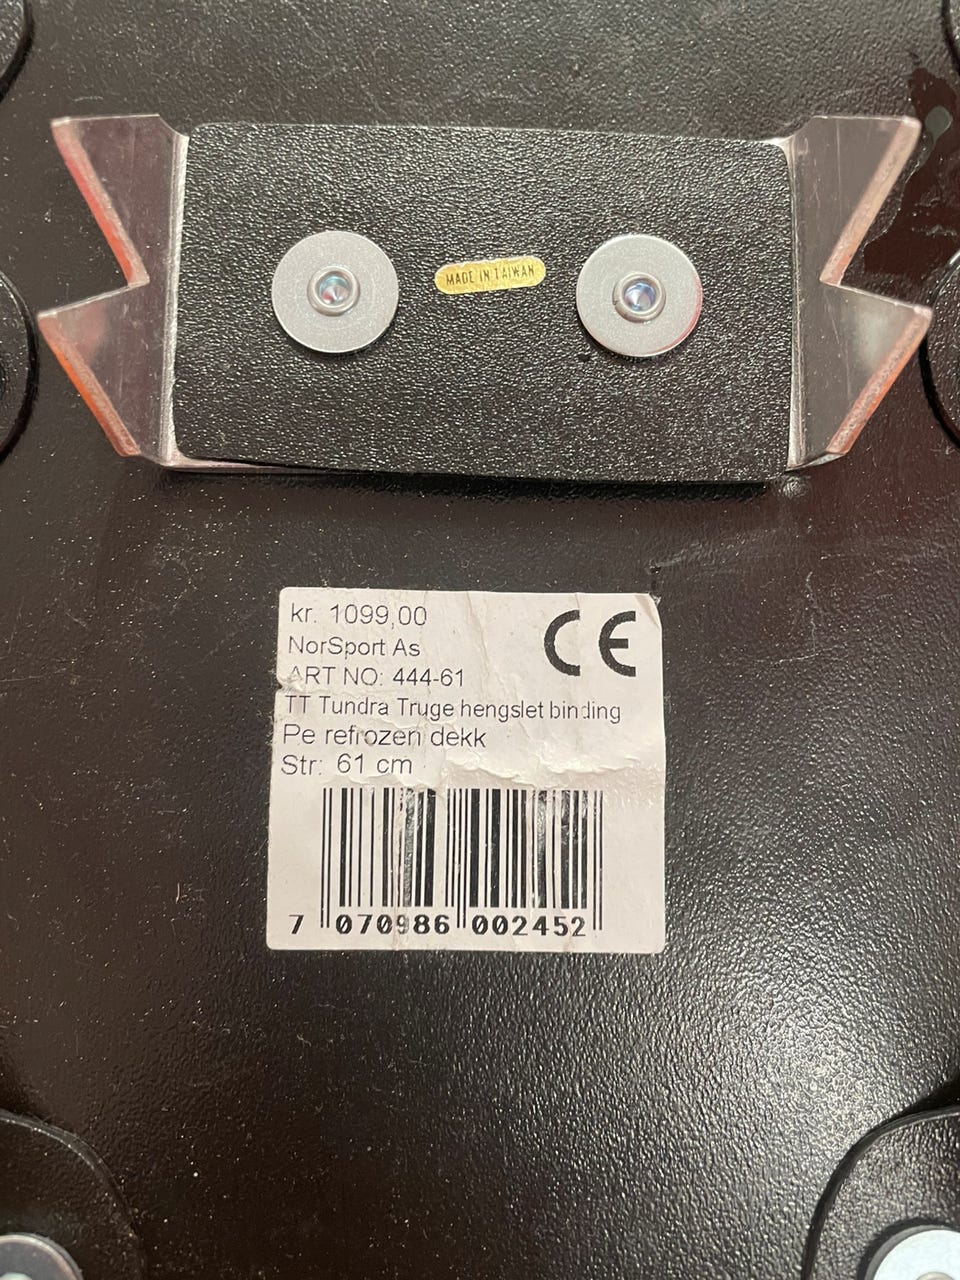 MADE IN TAIWAN
kr. 1099,00
CE
NorSport As
ART NO: 444-61
TT Tundra Truge hengslet binding
Pe refrozen dekk
Str: 61 cm
7 070986 002452